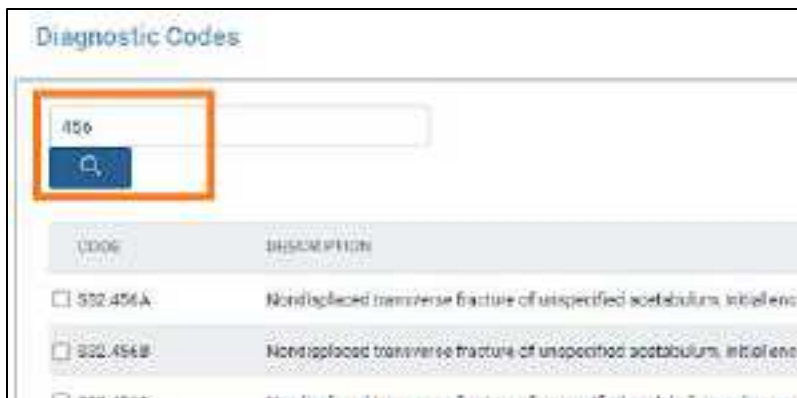 Diagnostic Codes
456
CODE DESCRIPTION
S32.456A Nondisplaced transverse fracture of unspecified acetabulum, initial enc
S32.456B Nondisplaced transverse fracture of unspecified acetabulum, initial enc